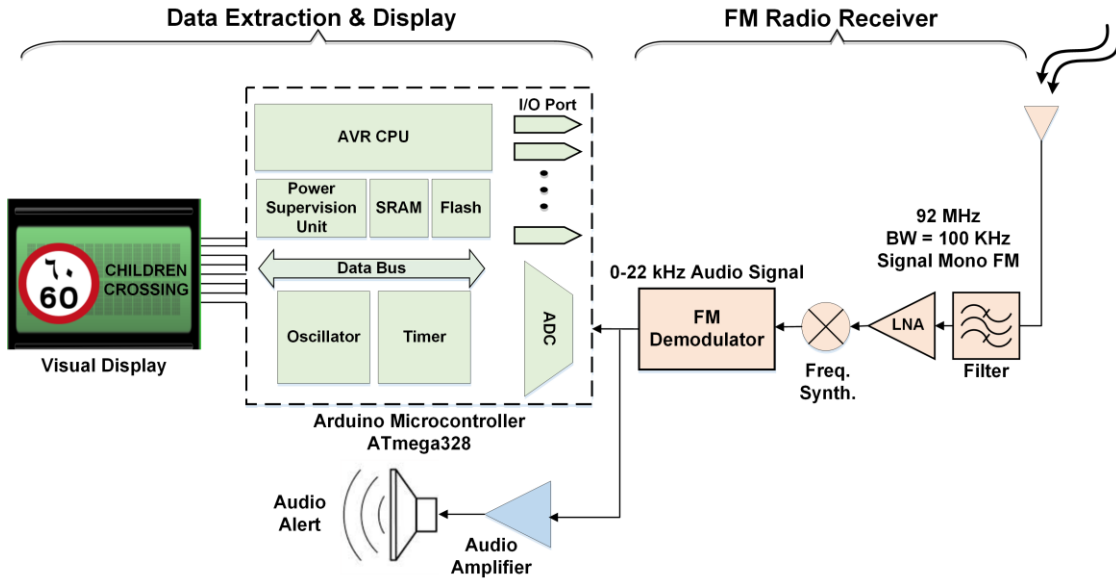 Data Extraction & Display
FM Radio Receiver
I/O Port
AVR CPU
Power
Supervision
Unit
SRAM
Flash
Data Bus
Oscillator
Timer
ADC
Arduino Microcontroller
ATmega328
٦٠
60
CHILDREN
CROSSING
Visual Display
0-22 kHz Audio Signal
FM
Demodulator
92 MHz
BW = 100 KHz
Signal Mono FM
LNA
Freq.
Synth.
Filter
Audio
Alert
Audio
Amplifier